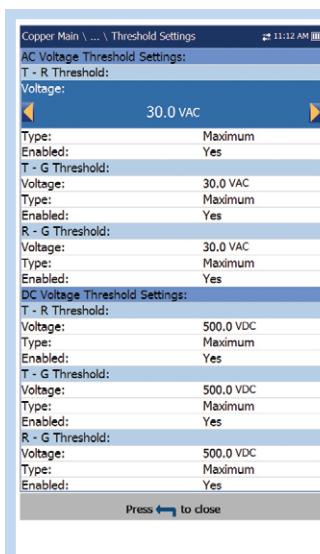 Copper Main \ ... \ Threshold Settings 11:12 AM
AC Voltage Threshold Settings:
T - R Threshold:
Voltage:
30.0 VAC
Type: Maximum
Enabled: Yes
T - G Threshold:
Voltage: 30.0 VAC
Type: Maximum
Enabled: Yes
R - G Threshold:
Voltage: 30.0 VAC
Type: Maximum
Enabled: Yes
DC Voltage Threshold Settings:
T - R Threshold:
Voltage: 500.0 VDC
Type: Maximum
Enabled: Yes
T - G Threshold:
Voltage: 500.0 VDC
Type: Maximum
Enabled: Yes
R - G Threshold:
Voltage: 500.0 VDC
Type: Maximum
Enabled: Yes
Press to close